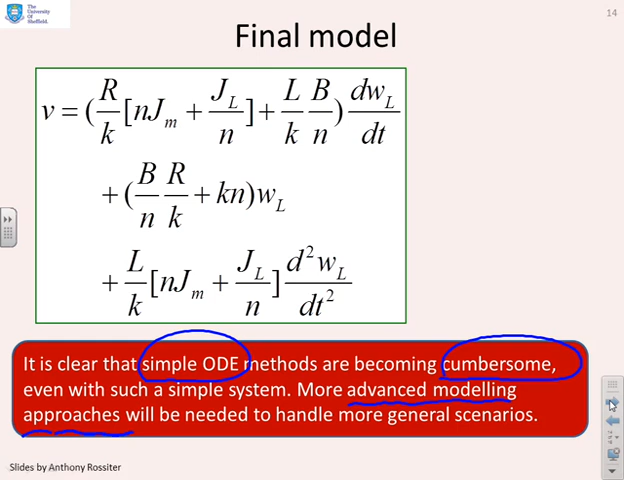 The
University
Of
Sheffield.
14
Final model
v = (R/k [nJ_m + J_L/n] + L/k B/n) dw_L/dt
+ (B/n R/k + kn)w_L
+ L/k [nJ_m + J_L/n] d²w_L/dt²
It is clear that simple ODE methods are becoming cumbersome,
even with such a simple system. More advanced modelling
approaches will be needed to handle more general scenarios.
Slides by Anthony Rossiter